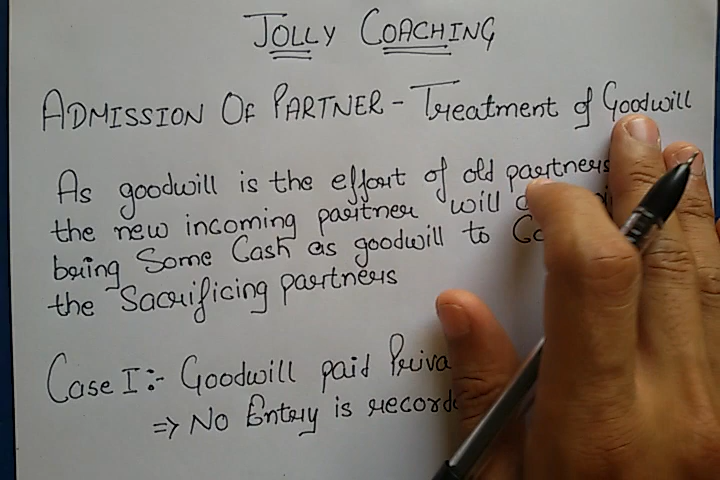 JOLLY COACHING
ADMISSION OF PARTNER - Treatment of Goodwill
As goodwill is the effort of old partners
the new incoming partner will
bring Some Cash as goodwill to
the Sacrificing partners
Case I:- Goodwill paid
=> No Entry is